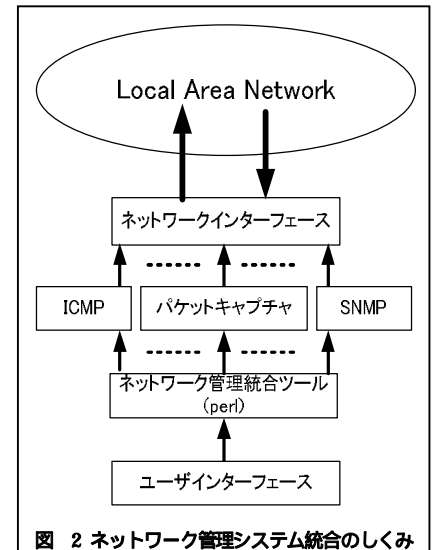 Local Area Network
ネットワークインターフェース
ICMP
パケットキャプチャ
SNMP
ネットワーク管理統合ツール
(perl)
ユーザインターフェース
図 2 ネットワーク管理システム統合のしくみ